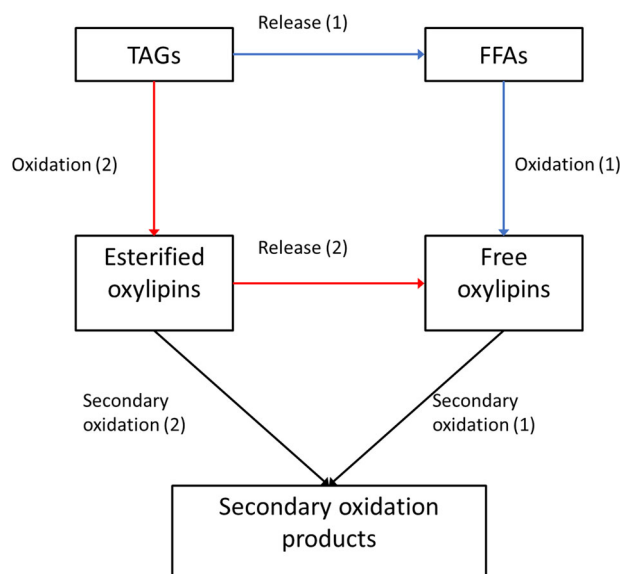 Release (1)
TAGs
FFAs
Oxidation (2)
Oxidation (1)
Esterified
oxylipins
Release (2)
Free
oxylipins
Secondary
oxidation (2)
Secondary
oxidation (1)
Secondary oxidation
products